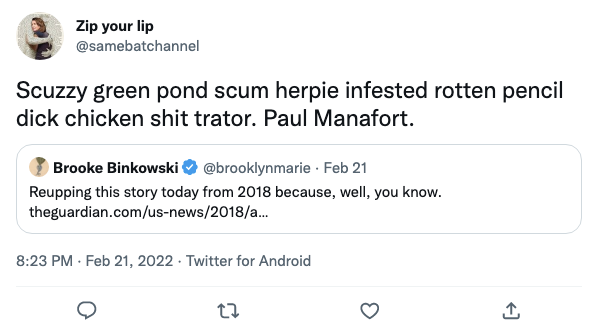 Zip your lip
@samebatchannel
Scuzzy green pond scum herpie infested rotten pencil
dick chicken shit trator. Paul Manafort.
Brooke Binkowski @brooklynmarie · Feb 21
Reupping this story today from 2018 because, well, you know.
theguardian.com/us-news/2018/a...
8:23 PM · Feb 21, 2022 · Twitter for Android